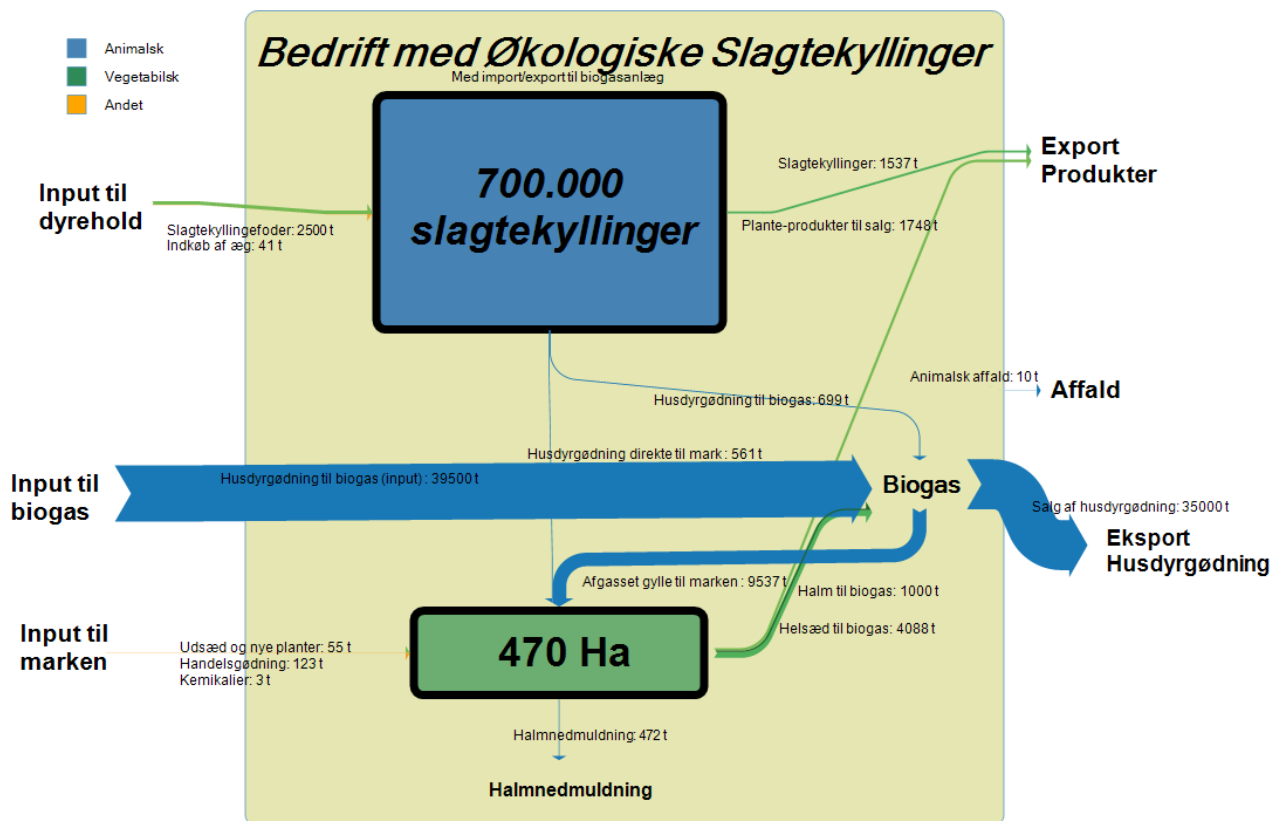 Animalsk
Vegetabilsk
Andet
Bedrift med Økologiske Slagtekyllinger
Med import/export til biogasanlæg
700.000
slagtekyllinger
Input til
dyrehold
Slagtekyllingefoder: 2500 t
Indkøb af æg: 41 t
Slagtekyllinger: 1537 t
Plante-produkter til salg: 1748 t
Export
Produkter
Husdyrgødning til biogas: 699 t
Animalsk affald: 10 t
Affald
Husdyrgødning direkte til mark : 561 t
Input til
biogas
Husdyrgødning til biogas (input) : 39500 t
Biogas
Salg af husdyrgødning: 35000 t
Eksport
Husdyrgødning
Afgasset gylle til marken : 9537 t
Halm til biogas: 1000 t
Helsæd til biogas: 4088 t
Input til
marken
Udsæd og nye planter: 55 t
Handelsgødning: 123 t
Kemikalier: 3 t
470 Ha
Halmnedmuldning: 472 t
Halmnedmuldning